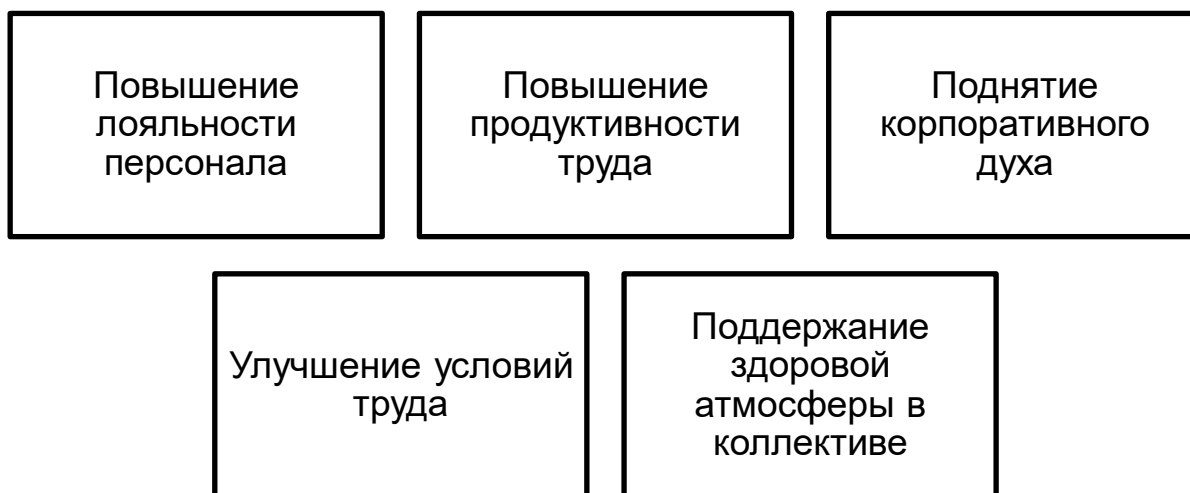 Повышение
лояльности
персонала
Повышение
продуктивности
труда
Поднятие
корпоративного
духа
Улучшение условий
труда
Поддержание
здоровой
атмосферы в
коллективе